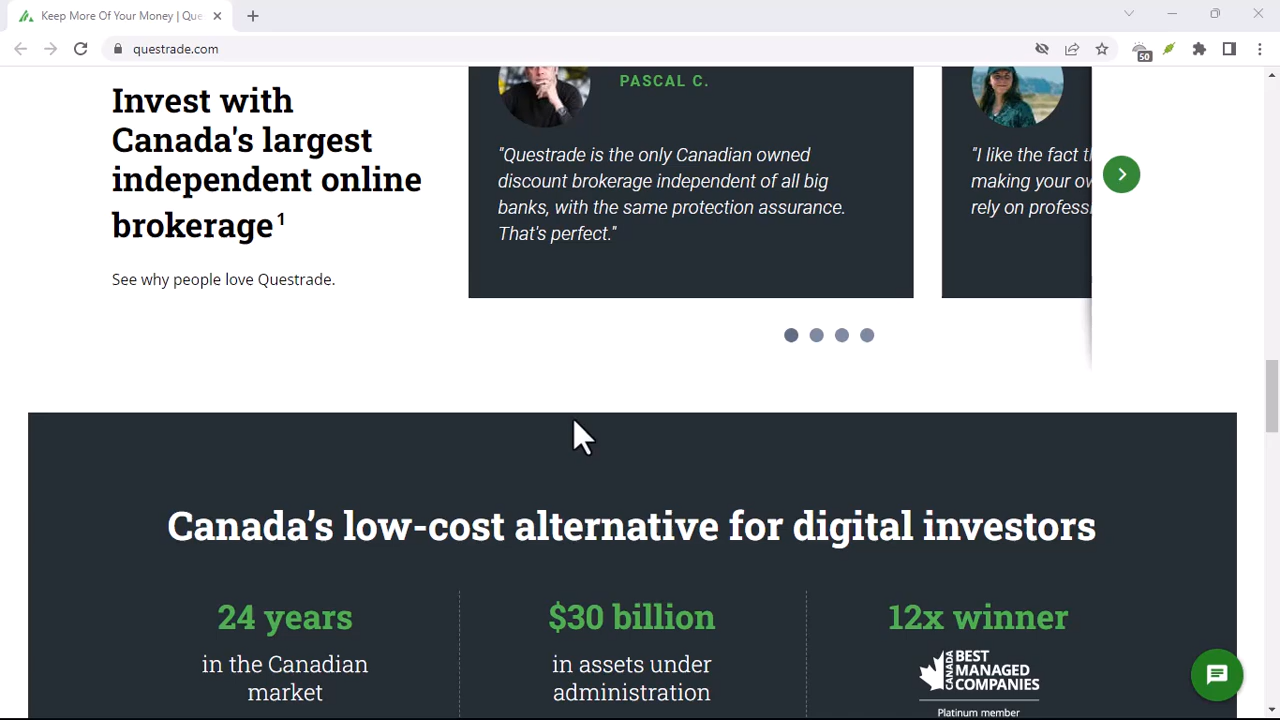 Keep More Of Your Money | Que
questrade.com
50
Invest with
Canada's largest
independent online
brokerage¹
See why people love Questrade.
PASCAL C.
"Questrade is the only Canadian owned
discount brokerage independent of all big
banks, with the same protection assurance.
That's perfect."
"I like the fact th
making your ow
rely on profess
Canada's low-cost alternative for digital investors
24 years
in the Canadian
market
$30 billion
in assets under
administration
12x winner
CANADA'S
BEST
MANAGED
COMPANIES
Platinum member